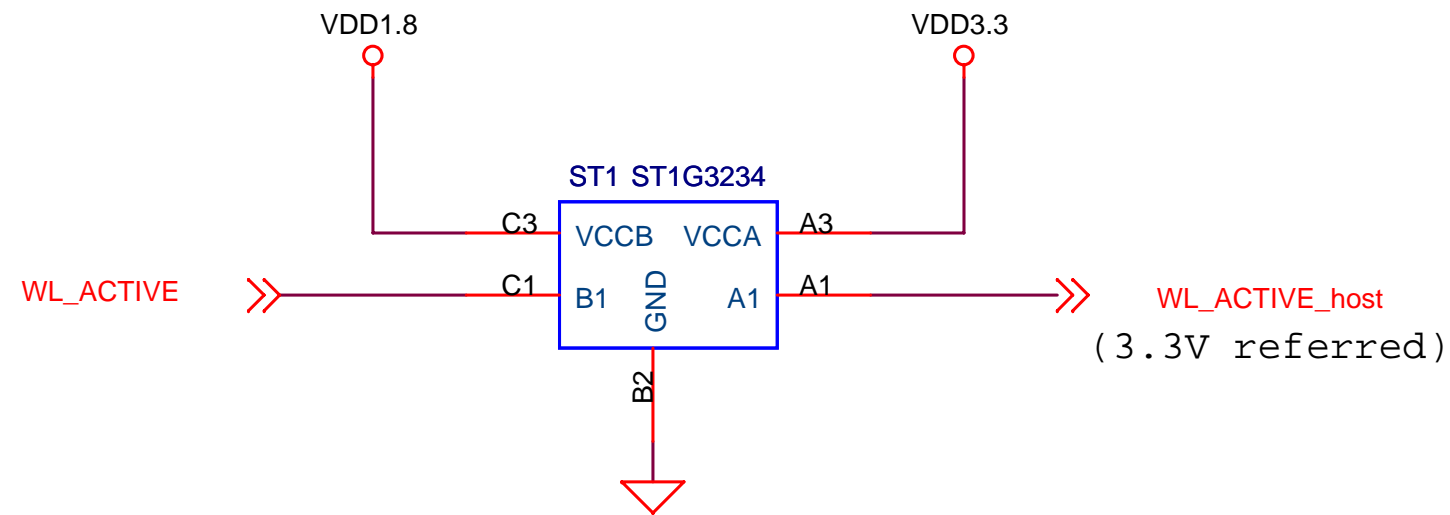 VDD1.8
VDD3.3
ST1 ST1G3234
C3
VCCB
VCCA
A3
WL_ACTIVE
C1
B1
GND
A1
A1
WL_ACTIVE_host
(3.3V referred)
B2